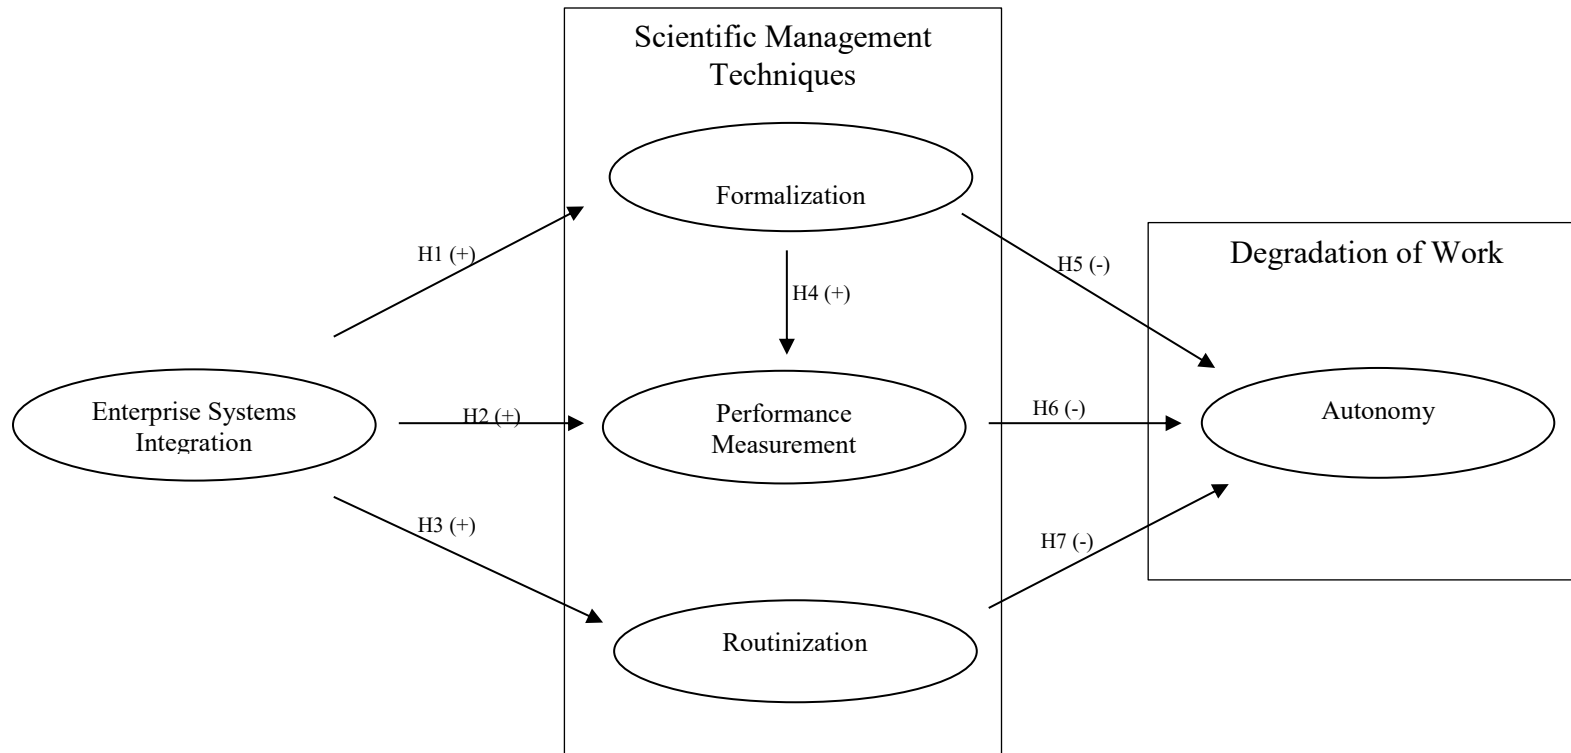 Scientific Management
Techniques
Formalization
H1 (+)
H5 (-)
Degradation of Work
H4 (+)
Enterprise Systems
Integration
H2 (+)
Performance
Measurement
H6 (-)
Autonomy
H3 (+)
H7 (-)
Routinization